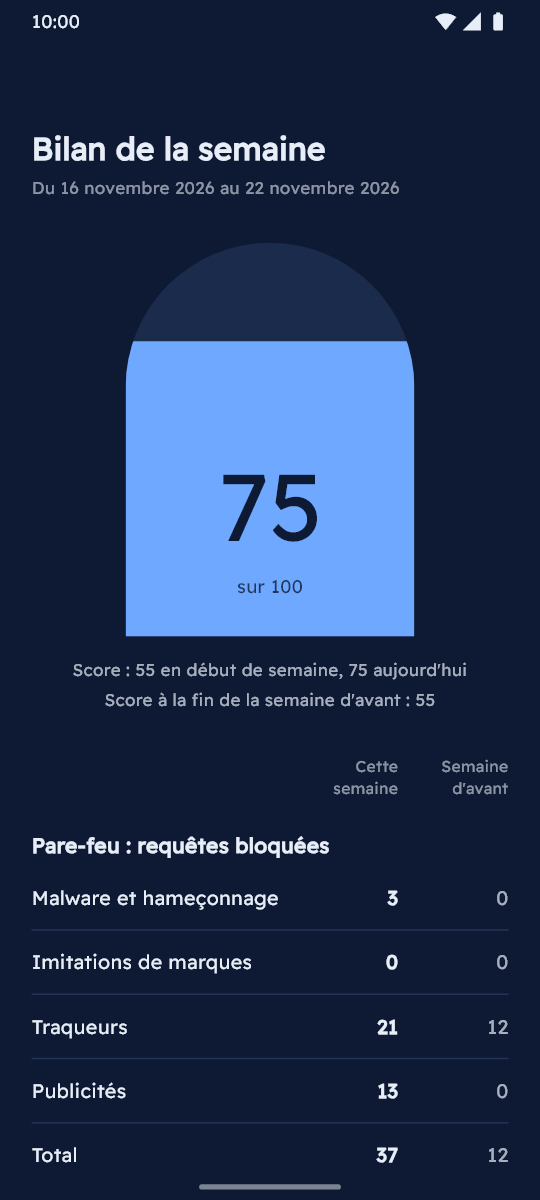 10:00
Bilan de la semaine
Du 16 novembre 2026 au 22 novembre 2026
75
sur 100
Score : 55 en début de semaine, 75 aujourd'hui
Score à la fin de la semaine d'avant : 55
Cette semaine
Semaine d'avant
Pare-feu : requêtes bloquées
Malware et hameçonnage 3 0
Imitations de marques 0 0
Traqueurs 21 12
Publicités 13 0
Total 37 12